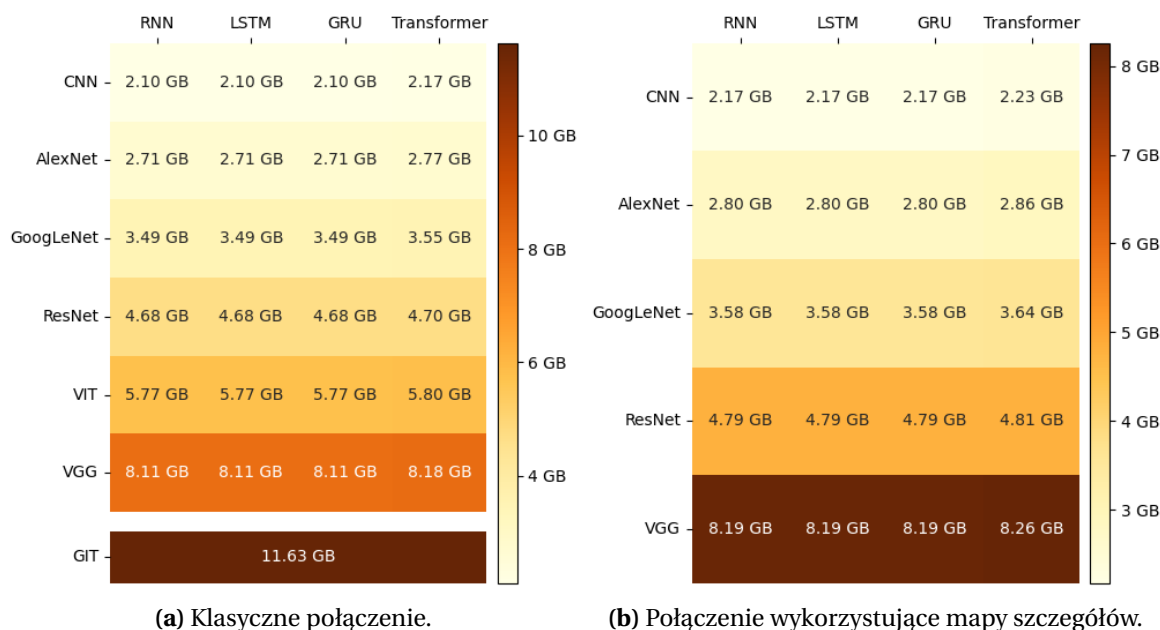 RNN LSTM GRU Transformer
CNN 2.10 GB 2.10 GB 2.10 GB 2.17 GB
10 GB
AlexNet 2.71 GB 2.71 GB 2.71 GB 2.77 GB
GoogLeNet 3.49 GB 3.49 GB 3.49 GB 3.55 GB
8 GB
ResNet 4.68 GB 4.68 GB 4.68 GB 4.70 GB
6 GB
VIT 5.77 GB 5.77 GB 5.77 GB 5.80 GB
VGG 8.11 GB 8.11 GB 8.11 GB 8.18 GB
4 GB
GIT 11.63 GB
(a) Klasyczne połączenie.
RNN LSTM GRU Transformer
8 GB
CNN 2.17 GB 2.17 GB 2.17 GB 2.23 GB
7 GB
AlexNet 2.80 GB 2.80 GB 2.80 GB 2.86 GB
6 GB
GoogLeNet 3.58 GB 3.58 GB 3.58 GB 3.64 GB
5 GB
ResNet 4.79 GB 4.79 GB 4.79 GB 4.81 GB
4 GB
3 GB
VGG 8.19 GB 8.19 GB 8.19 GB 8.26 GB
(b) Połączenie wykorzystujące mapy szczegółów.